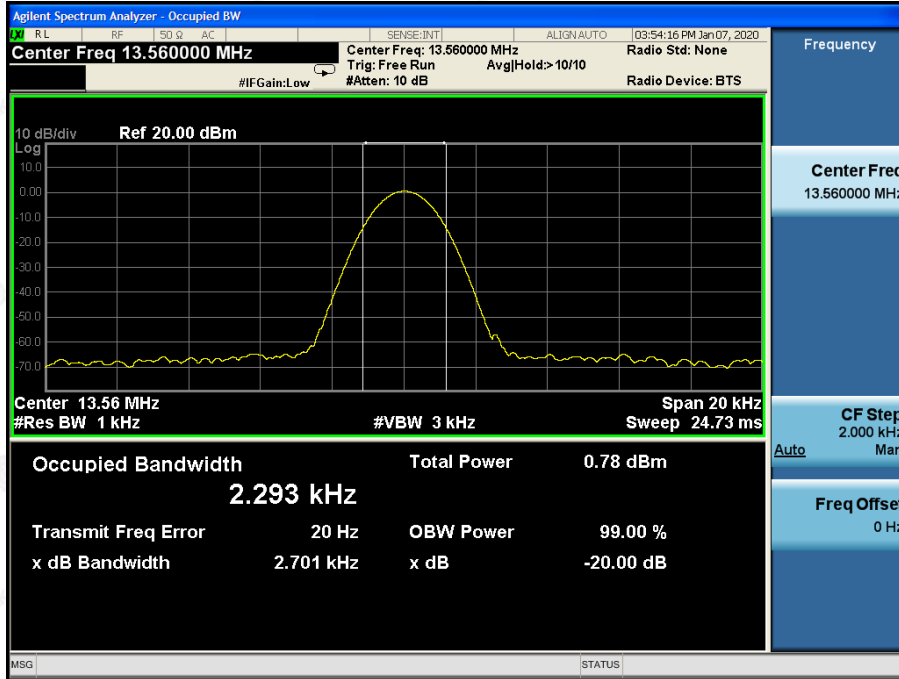 Agilent Spectrum Analyzer - Occupied BW
LXI RL RF 50 Ω AC SENSE:INT ALIGN AUTO 03:54:16 PM Jan 07, 2020
Center Freq 13.560000 MHz
Center Freq: 13.560000 MHz
Radio Std: None
Trig: Free Run Avg|Hold:>10/10
#IFGain:Low
#Atten: 10 dB
Radio Device: BTS
Frequency
10 dB/div Ref 20.00 dBm
Log
10.0
0.00
-10.0
-20.0
-30.0
-40.0
-50.0
-60.0
-70.0
Center 13.56 MHz
Span 20 kHz
#Res BW 1 kHz
#VBW 3 kHz
Sweep 24.73 ms
Occupied Bandwidth
2.293 kHz
Total Power 0.78 dBm
Transmit Freq Error 20 Hz
OBW Power 99.00 %
x dB Bandwidth 2.701 kHz
x dB -20.00 dB
Center Freq
13.560000 MHz
CF Step
2.000 kHz
Auto Man
Freq Offset
0 Hz
MSG
STATUS